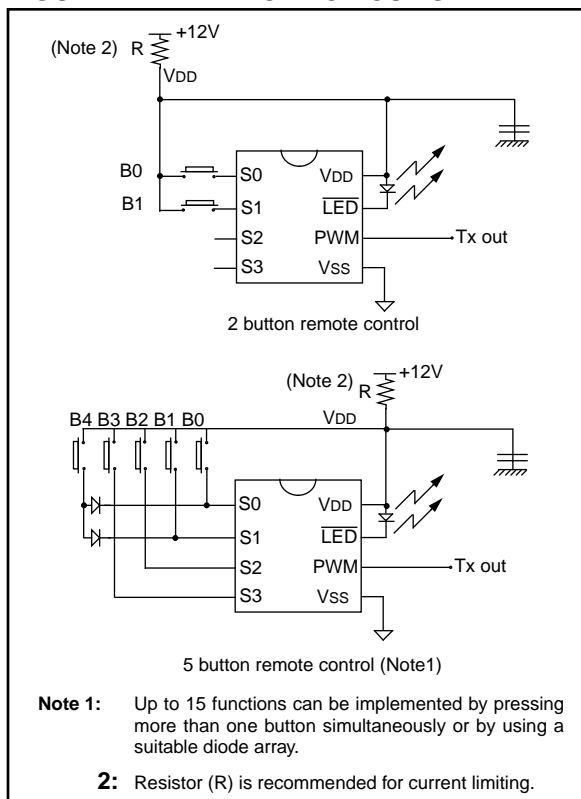 +12V
(Note 2) R
VDD
B0
B1
S0
S1
S2
S3
VDD
LED
PWM
VSS
Tx out
2 button remote control
+12V
(Note 2) R
VDD
B4 B3 B2 B1 B0
S0
S1
S2
S3
VDD
LED
PWM
VSS
Tx out
5 button remote control (Note1)
Note 1: Up to 15 functions can be implemented by pressing
more than one button simultaneously or by using a
suitable diode array.
2: Resistor (R) is recommended for current limiting.